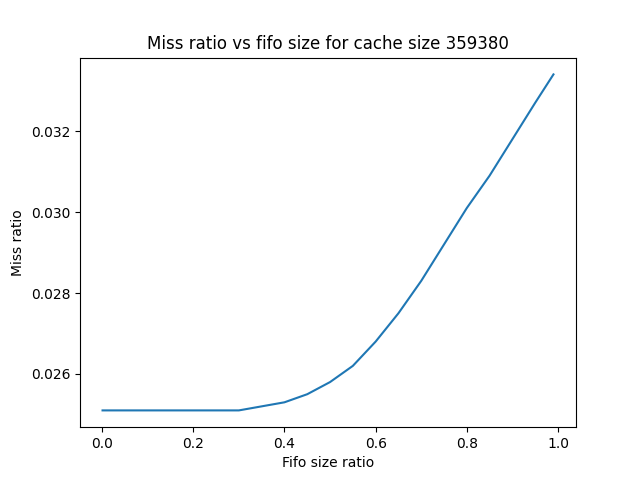 Miss ratio vs fifo size for cache size 359380
0.032
0.030
0.028
0.026
Miss ratio
0.0 0.2 0.4 0.6 0.8 1.0
Fifo size ratio